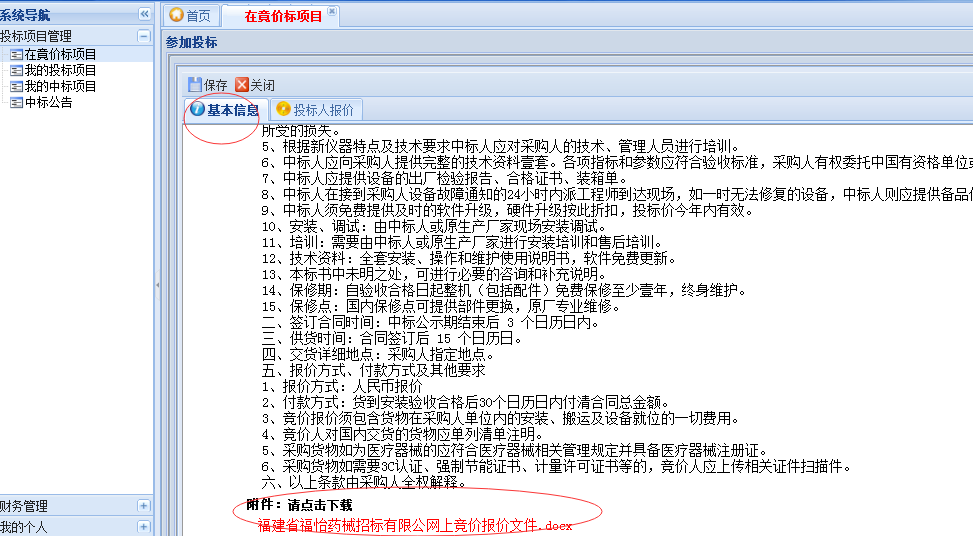 系统导航
首页
在竟价标项目
投标项目管理
在竟价标项目
我的投标项目
我的中标项目
中标公告
财务管理
我的个人
参加投标
保存 关闭
基本信息 投标人报价
所受的损失。
5、根据新仪器特点及技术要求中标人应对采购人的技术、管理人员进行培训。
6、中标人应向采购人提供完整的技术资料壹套。各项指标和参数应符合验收标准，采购人有权委托中国有资格单位或
7、中标人应提供设备的出厂检验报告、合格证书、装箱单。
8、中标人在接到采购人设备故障通知的24小时内派工程师到达现场，如一时无法修复的设备，中标人则应提供备品供
9、中标人须免费提供及时的软件升级，硬件升级按此折扣，投标价今年内有效。
10、安装、调试：由中标人或原生产厂家现场安装调试。
11、培训：需要由中标人或原生产厂家进行安装培训和售后培训。
12、技术资料：全套安装、操作和维护使用说明书，软件免费更新。
13、本标书中未明之处，可进行必要的咨询和补充说明。
14、保修期：自验收合格日起整机（包括配件）免费保修至少壹年，终身维护。
15、保修点：国内保修点可提供部件更换，原厂专业维修。
二、签订合同时间：中标公示期结束后 3 个日历日内。
三、供货时间：合同签订后 15 个日历日。
四、交货详细地点：采购人指定地点。
五、报价方式、付款方式及其他要求
1、报价方式：人民币报价
2、付款方式：货到安装验收合格后30个日历日内付清合同总金额。
3、竞价报价须包含货物在采购人单位内的安装、搬运及设备就位的一切费用。
4、竞价人对国内交货的货物应单列清单注明。
5、采购货物如为医疗器械的应符合医疗器械相关管理规定并具备医疗器械注册证。
6、采购货物如需要3C认证、强制节能证书、计量许可证书等的，竞价人应上传相关证件扫描件。
六、以上条款由采购人全权解释。
附件：请点击下载
福建省福怡药械招标有限公网上竞价报价文件.docx